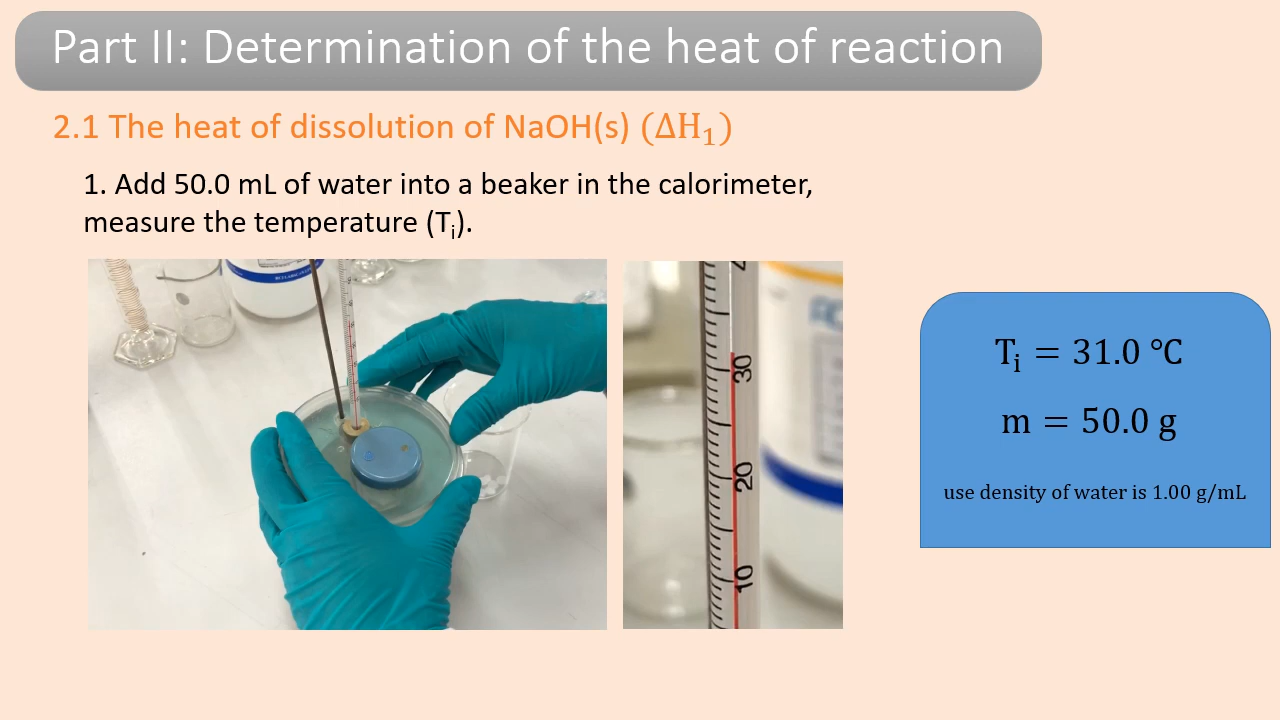 Part II: Determination of the heat of reaction
2.1 The heat of dissolution of NaOH(s) (ΔH₁)
1. Add 50.0 mL of water into a beaker in the calorimeter,
measure the temperature (Tᵢ).
30
20
10
Tᵢ = 31.0 ℃
m = 50.0 g
use density of water is 1.00 g/mL